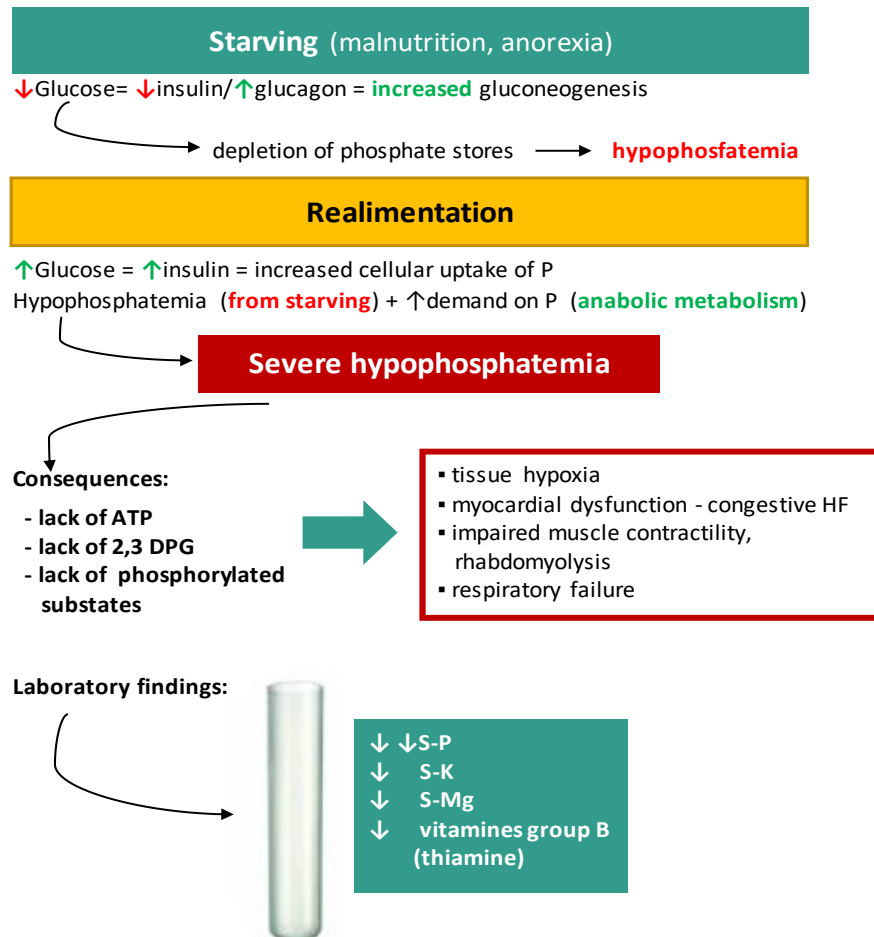 Starving (malnutrition, anorexia)
↓Glucose= ↓insulin/↑glucagon = increased gluconeogenesis
depletion of phosphate stores → hypophosfatemia
Realimentation
↑Glucose = ↑insulin = increased cellular uptake of P
Hypophosphatemia (from starving) + ↑demand on P (anabolic metabolism)
Severe hypophosphatemia
Consequences:
- lack of ATP
- lack of 2,3 DPG
- lack of phosphorylated
substates
▪ tissue hypoxia
▪ myocardial dysfunction - congestive HF
▪ impaired muscle contractility,
rhabdomyolysis
▪ respiratory failure
Laboratory findings:
↓ ↓S-P
↓ S-K
↓ S-Mg
↓ vitamines group B
(thiamine)